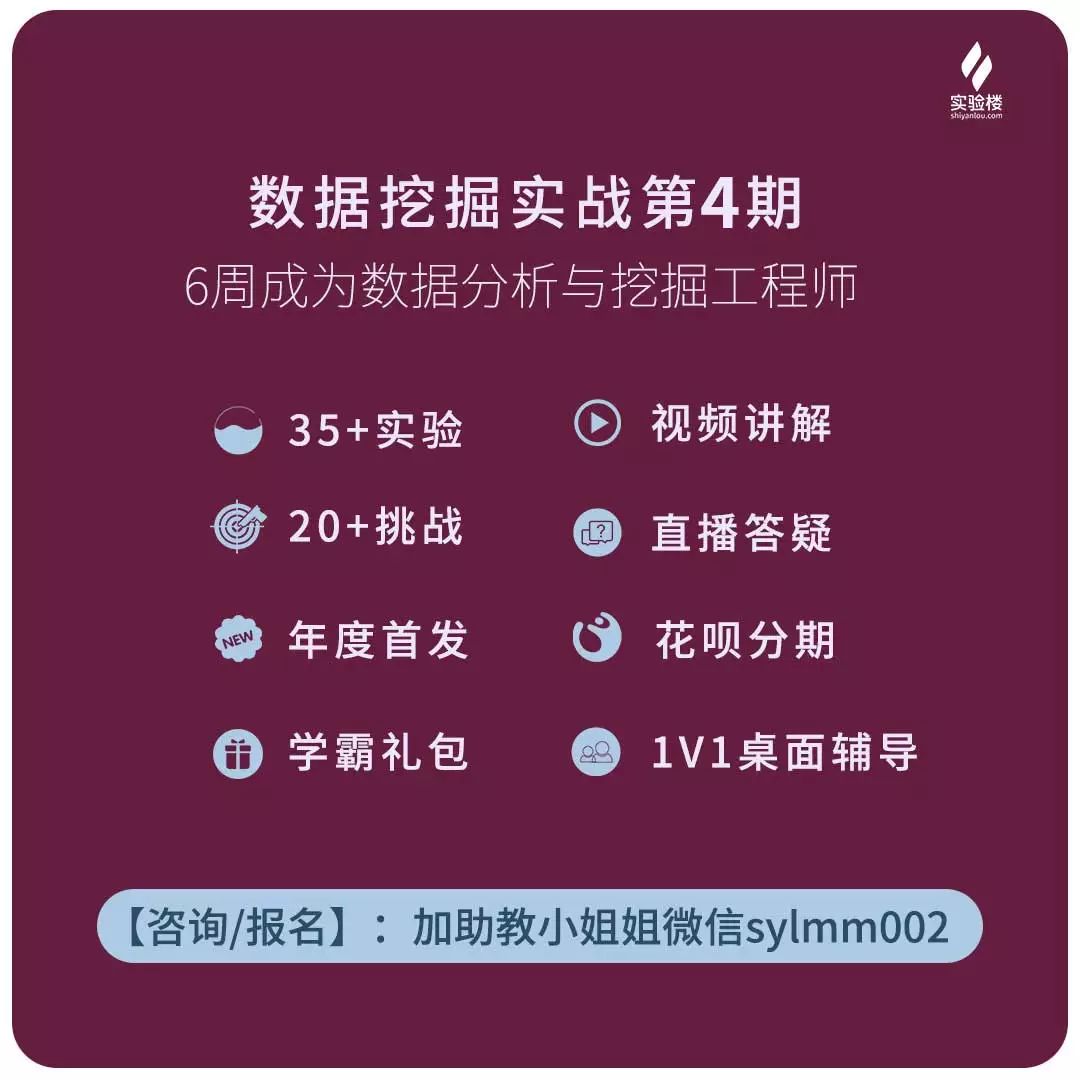 实验楼
shiyanlou.com
数据挖掘实战第4期
6周成为数据分析与挖掘工程师
35+实验
视频讲解
20+挑战
直播答疑
NEW
年度首发
花呗分期
学霸礼包
1V1桌面辅导
【咨询/报名】：加助教小姐姐微信sylmm002